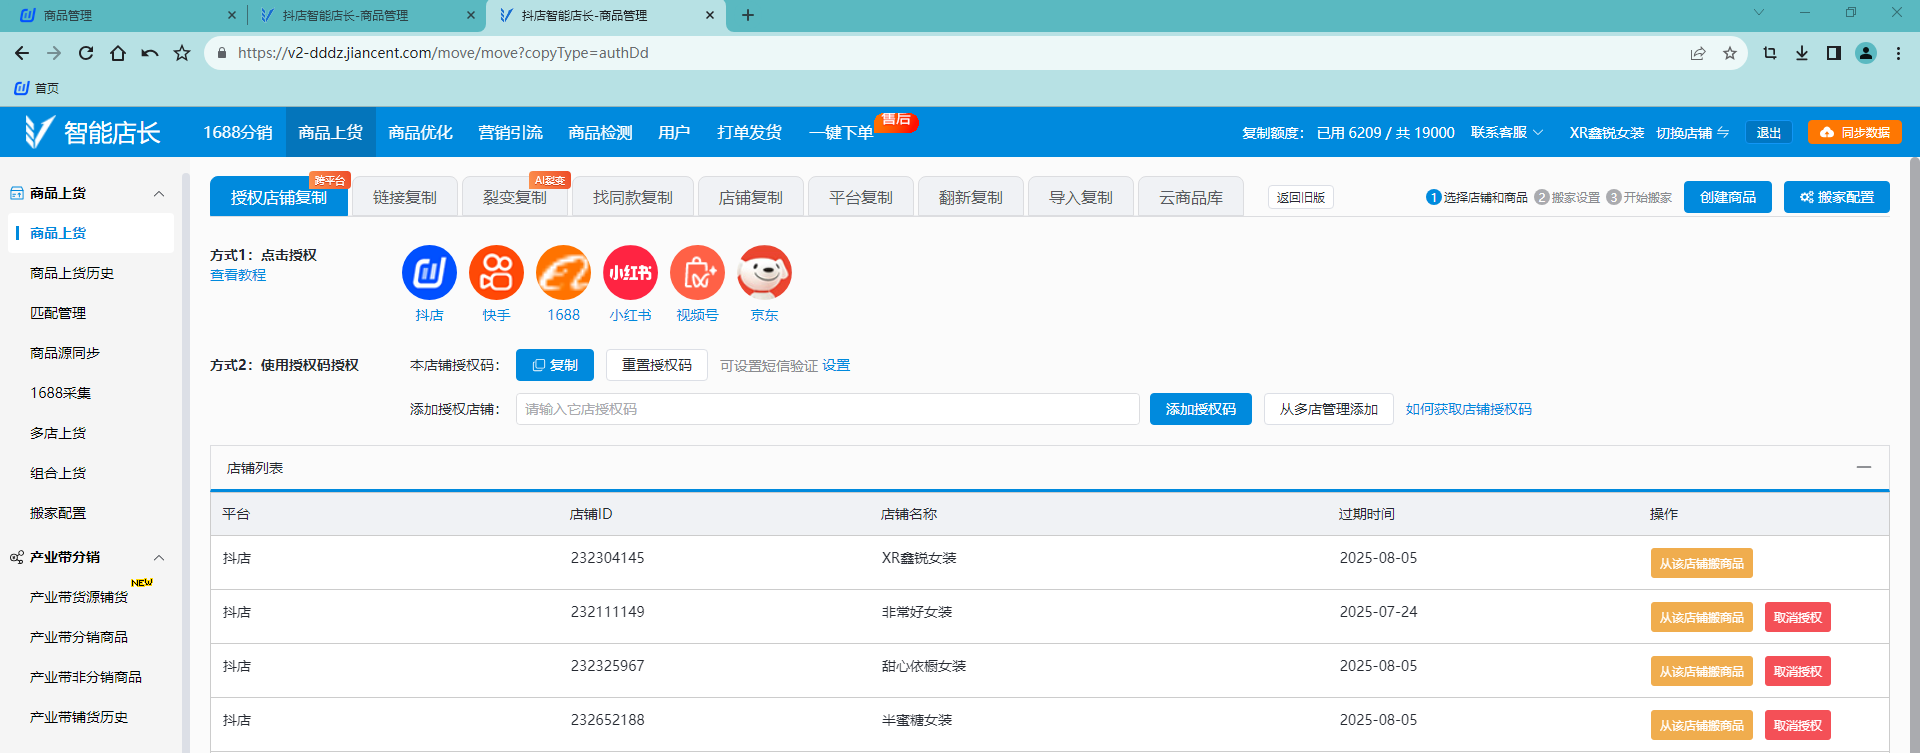 商品管理
抖店智能店长-商品管理
抖店智能店长-商品管理
https://v2-dddz.jiancent.com/move/move?copyType=authDd
首页
智能店长
1688分销
商品上货
商品优化
营销引流
商品检测
用户
打单发货
一键下单
售后
复制额度： 已用 6209 / 共 19000
联系客服
XR鑫锐女装
切换店铺
退出
同步数据
商品上货
商品上货
商品上货历史
匹配管理
商品源同步
1688采集
多店上货
组合上货
搬家配置
产业带分销
NEW
产业带货源铺货
产业带分销商品
产业带非分销商品
产业带铺货历史
授权店铺复制
跨平台
链接复制
裂变复制
AI裂变
找同款复制
店铺复制
平台复制
翻新复制
导入复制
云商品库
返回旧版
1 选择店铺和商品 2 搬家设置 3 开始搬家
创建商品
搬家配置
方式1：点击授权
查看教程
小红书
抖店
快手
1688
小红书
视频号
京东
方式2：使用授权码授权
本店铺授权码：
复制
重置授权码
可设置短信验证 设置
添加授权店铺：
请输入它店授权码
添加授权码
从多店管理添加
如何获取店铺授权码
店铺列表
平台 店铺ID 店铺名称 过期时间 操作
抖店 232304145 XR鑫锐女装 2025-08-05 从该店铺搬商品
抖店 232111149 非常好女装 2025-07-24 从该店铺搬商品 取消授权
抖店 232325967 甜心依橱女装 2025-08-05 从该店铺搬商品 取消授权
抖店 232652188 半蜜糖女装 2025-08-05 从该店铺搬商品 取消授权